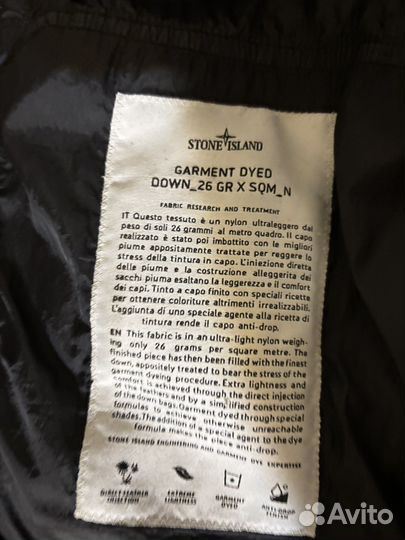 STONE ISLAND
GARMENT DYED
DOWN_26 GR X SQM_N
FABRIC RESEARCH AND TREATMENT
IT Questo tessuto è un nylon ultraleggero dal
peso di soli 26 grammi al metro quadro. Il capo
realizzato è stato poi imbottito con le migliori
piume appositamente trattate per reggere lo
stress della tintura in capo. L'iniezione diretta
delle piume e la costruzione alleggerita dei
sacchi piuma esaltano la leggerezza e il comfort
dei capi. Tinto a capo finito con speciali ricette
per ottenere coloriture altrimenti irrealizzabili.
L'aggiunta di uno speciale agente alla ricetta di
tintura rende il capo anti-drop.
EN This fabric is in an ultra-light nylon weigh-
ing only 26 grams per square metre. The
finished piece has then been filled with the finest
down, appositely treated to bear the stress of the
garment dyeing procedure. Extra lightness and
comfort is achieved through the direct injection
of the feathers and by a simplified construction
of the down bags. Garment dyed through special
formulas to achieve otherwise unreachable
shades. The addition of a special agent to the dye
formula makes the piece anti-drop.
STONE ISLAND ENGINEERING AND GARMENT DYE EXPERTISE
DIRECT FEATHER
INJECTION
EXTREME
LIGHTNESS
GARMENT
DYED
ANTI-DROP
FINISH
Avito